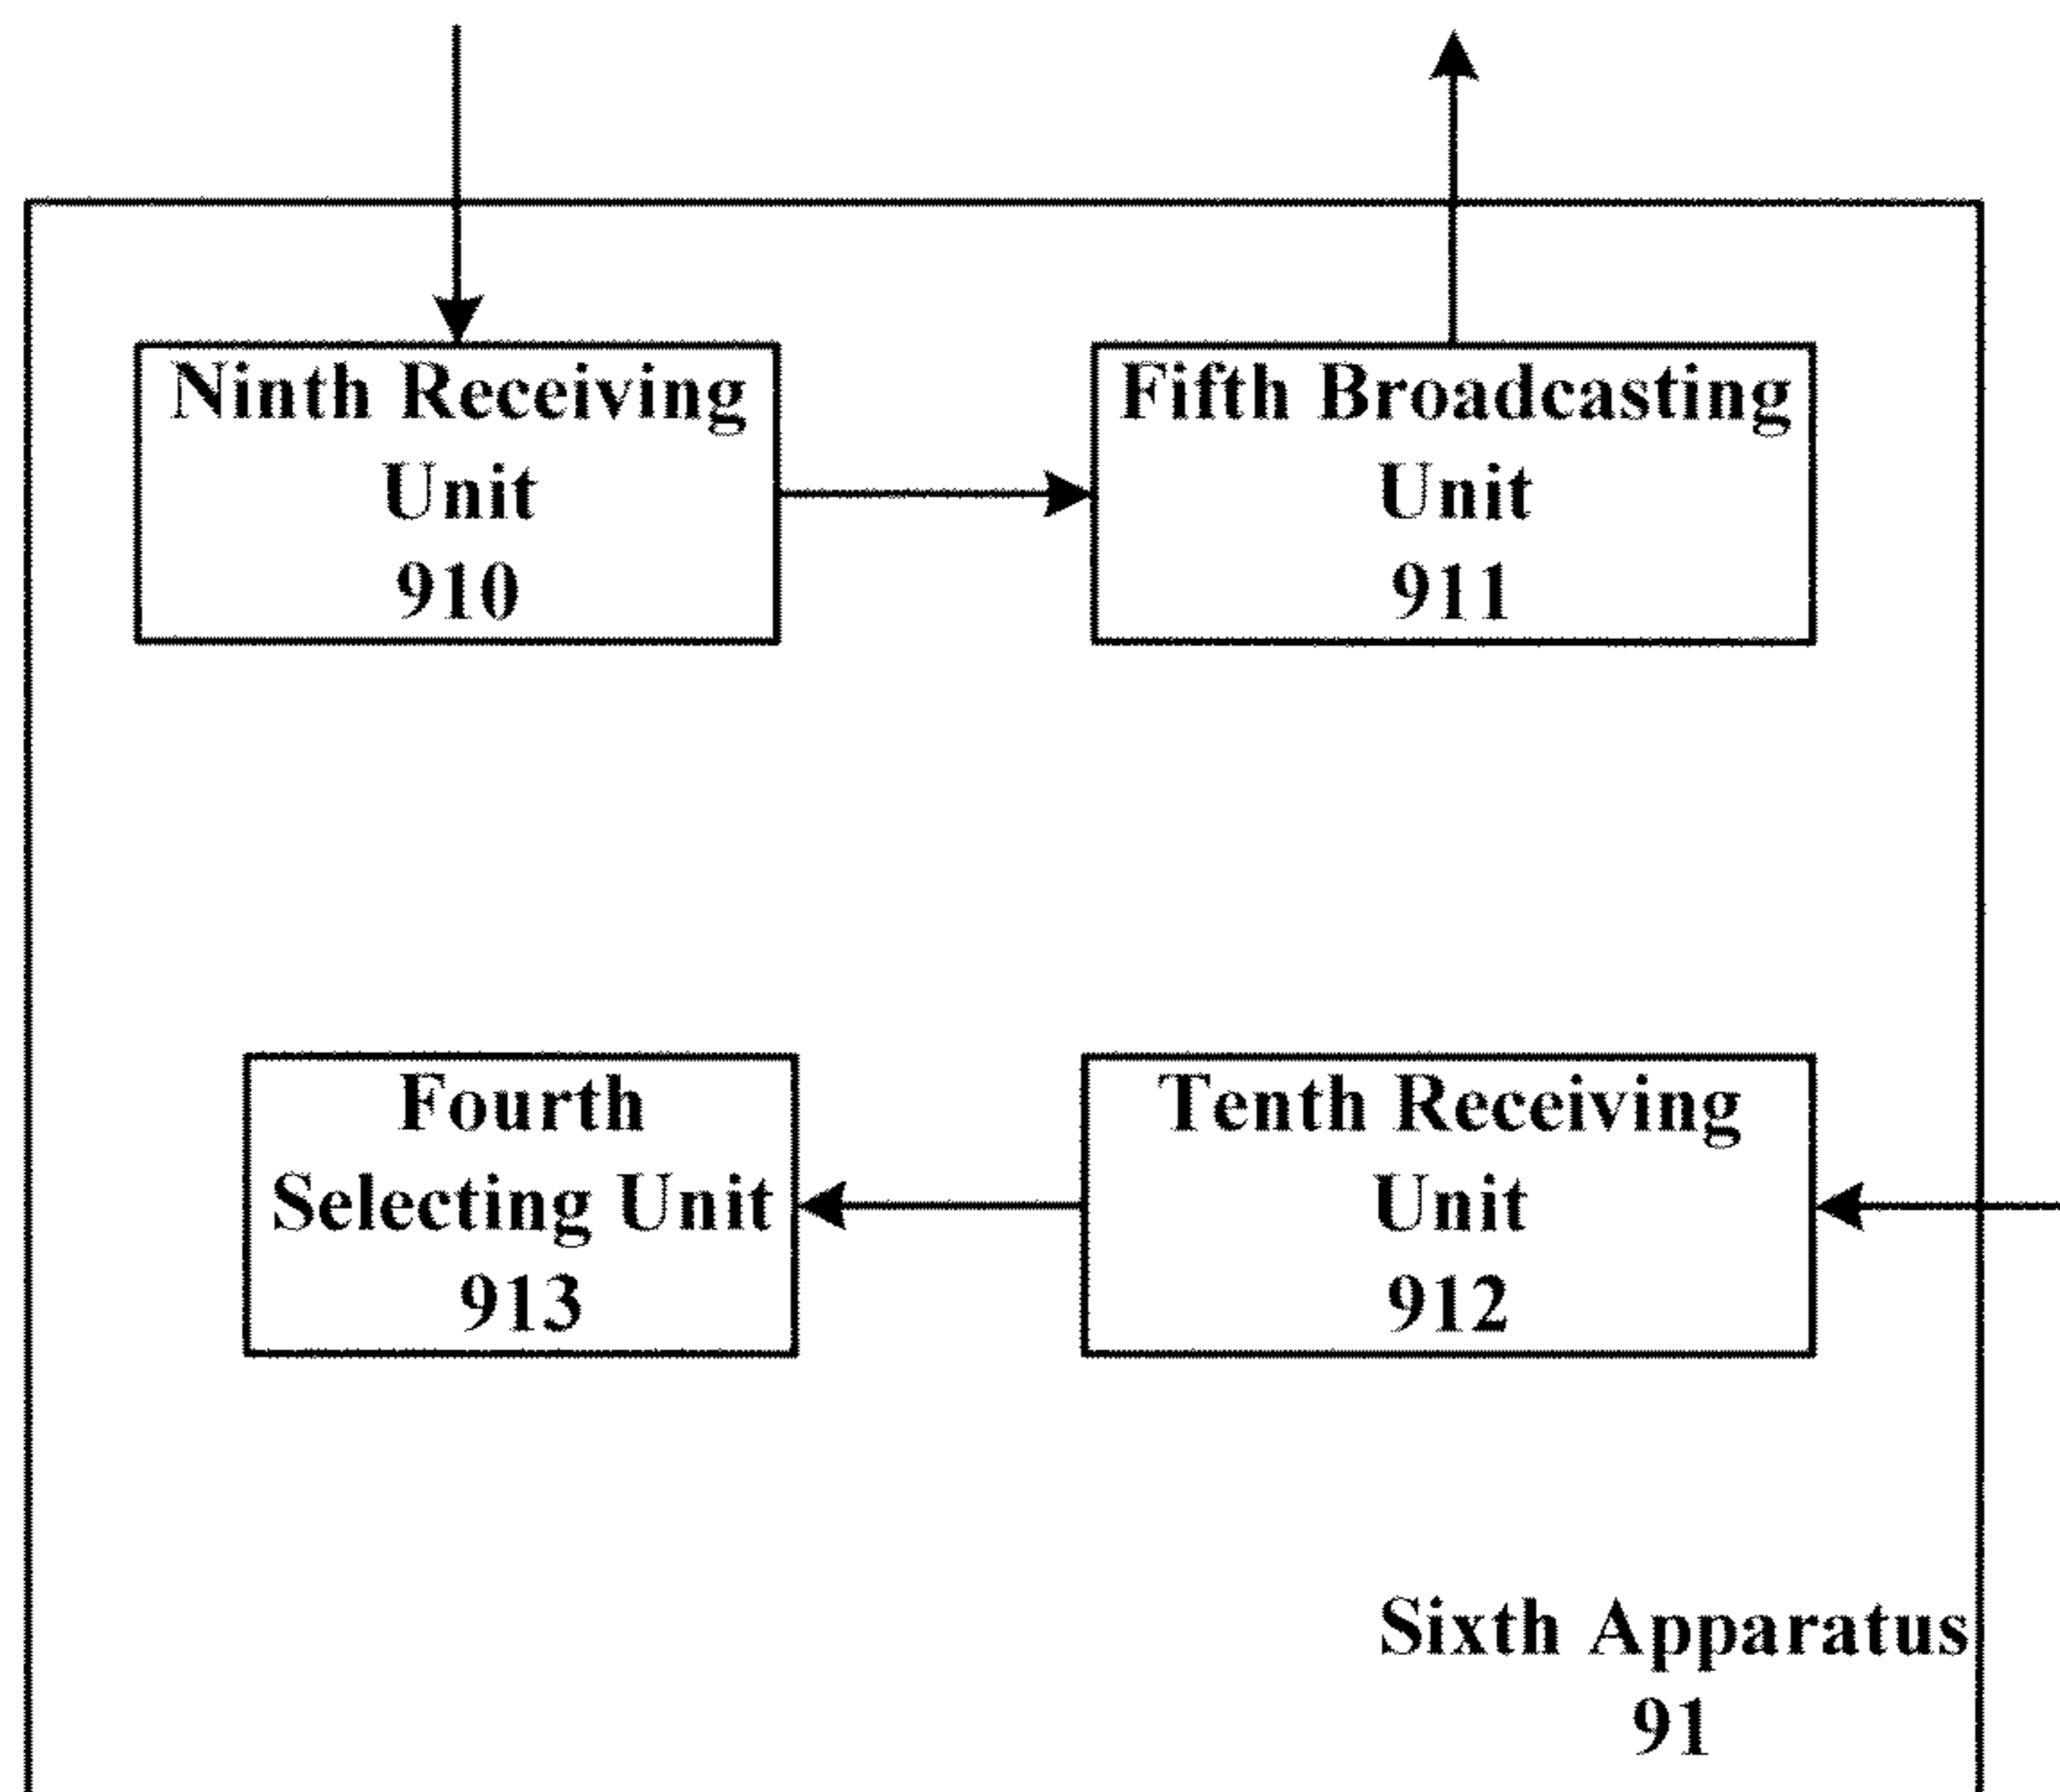 Ninth Receiving
Unit
910
Fifth Broadcasting
Unit
911
Fourth
Selecting Unit
913
Tenth Receiving
Unit
912
Sixth Apparatus
91